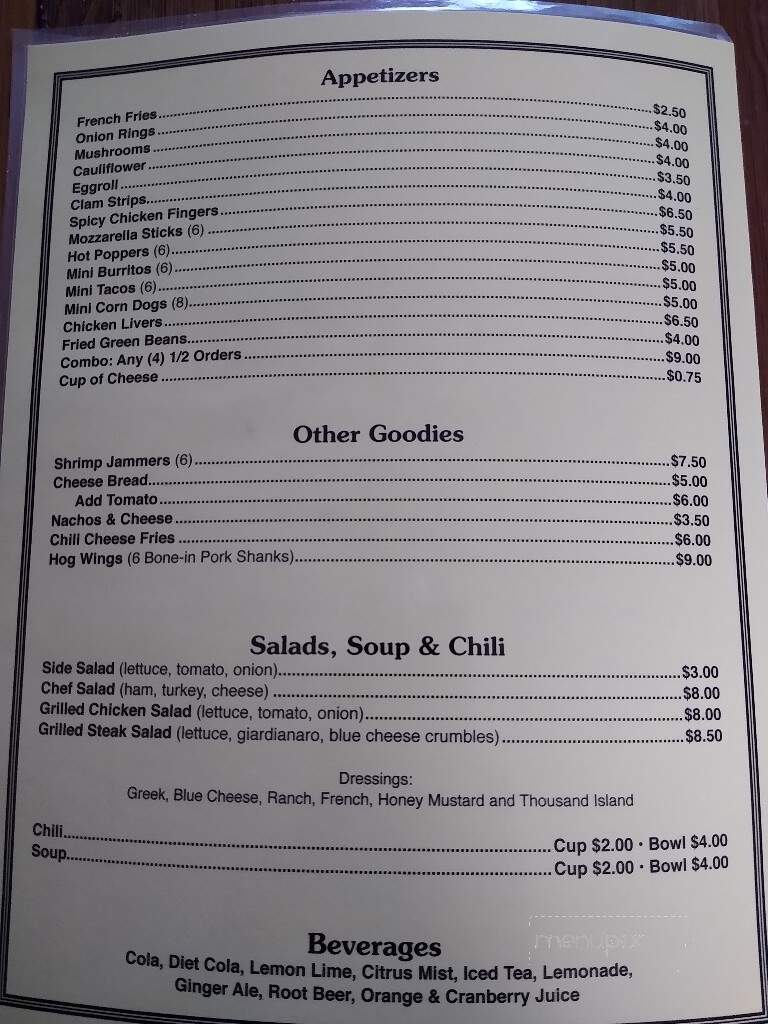 Appetizers
French Fries $2.50
Onion Rings $4.00
Mushrooms $4.00
Cauliflower $4.00
Eggroll $3.50
Clam Strips $4.00
Spicy Chicken Fingers $6.50
Mozzarella Sticks (6) $5.50
Hot Poppers (6) $5.50
Mini Burritos (6) $5.00
Mini Tacos (6) $5.00
Mini Corn Dogs (8) $5.00
Chicken Livers $6.50
Fried Green Beans $4.00
Combo: Any (4) 1/2 Orders $9.00
Cup of Cheese $0.75
Other Goodies
Shrimp Jammers (6) $7.50
Cheese Bread $5.00
Add Tomato $6.00
Nachos & Cheese $3.50
Chili Cheese Fries $6.00
Hog Wings (6 Bone-in Pork Shanks) $9.00
Salads, Soup & Chili
Side Salad (lettuce, tomato, onion) $3.00
Chef Salad (ham, turkey, cheese) $8.00
Grilled Chicken Salad (lettuce, tomato, onion) $8.00
Grilled Steak Salad (lettuce, giardianaro, blue cheese crumbles) $8.50
Dressings:
Greek, Blue Cheese, Ranch, French, Honey Mustard and Thousand Island
Chili Cup $2.00 • Bowl $4.00
Soup Cup $2.00 • Bowl $4.00
Beverages
Cola, Diet Cola, Lemon Lime, Citrus Mist, Iced Tea, Lemonade,
Ginger Ale, Root Beer, Orange & Cranberry Juice
menupix